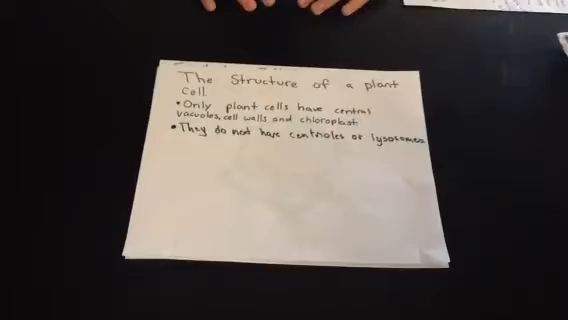 The Structure of a plant
Cell.
• Only plant cells have central
vacuoles, cell walls and chloroplast.
• They do not have centrioles or lysosomes